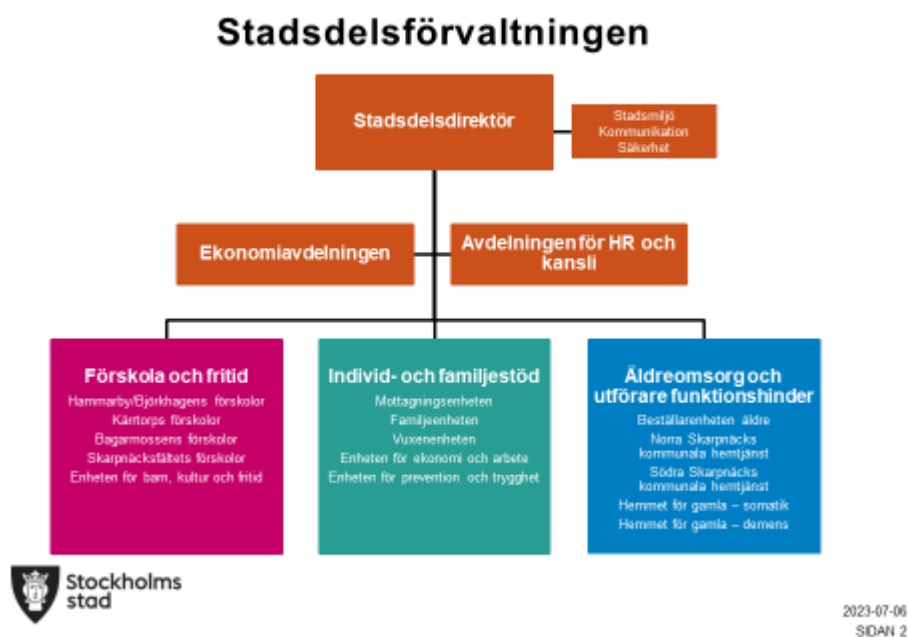 Stadsdelsförvaltningen
Stadsdelsdirektör
Stadsmiljö
Kommunikation
Säkerhet
Ekonomiavdelningen
Avdelningen för HR och
kansli
Förskola och fritid
Hammarby/Björkhagens förskolor
Kärrtorps förskolor
Bagarmossens förskolor
Skarpnäcksfältets förskolor
Enheten för barn, kultur och fritid
Individ- och familjestöd
Mottagningsenheten
Familjeenheten
Vuxenenheten
Enheten för ekonomi och arbete
Enheten för prevention och trygghet
Äldreomsorg och
utförare funktionshinder
Beställarenheten äldre
Norra Skarpnäcks
kommunala hemtjänst
Södra Skarpnäcks
kommunala hemtjänst
Hemmet för gamla – somatik
Hemmet för gamla – demens
Stockholms
stad
2023-07-06
SIDAN 2